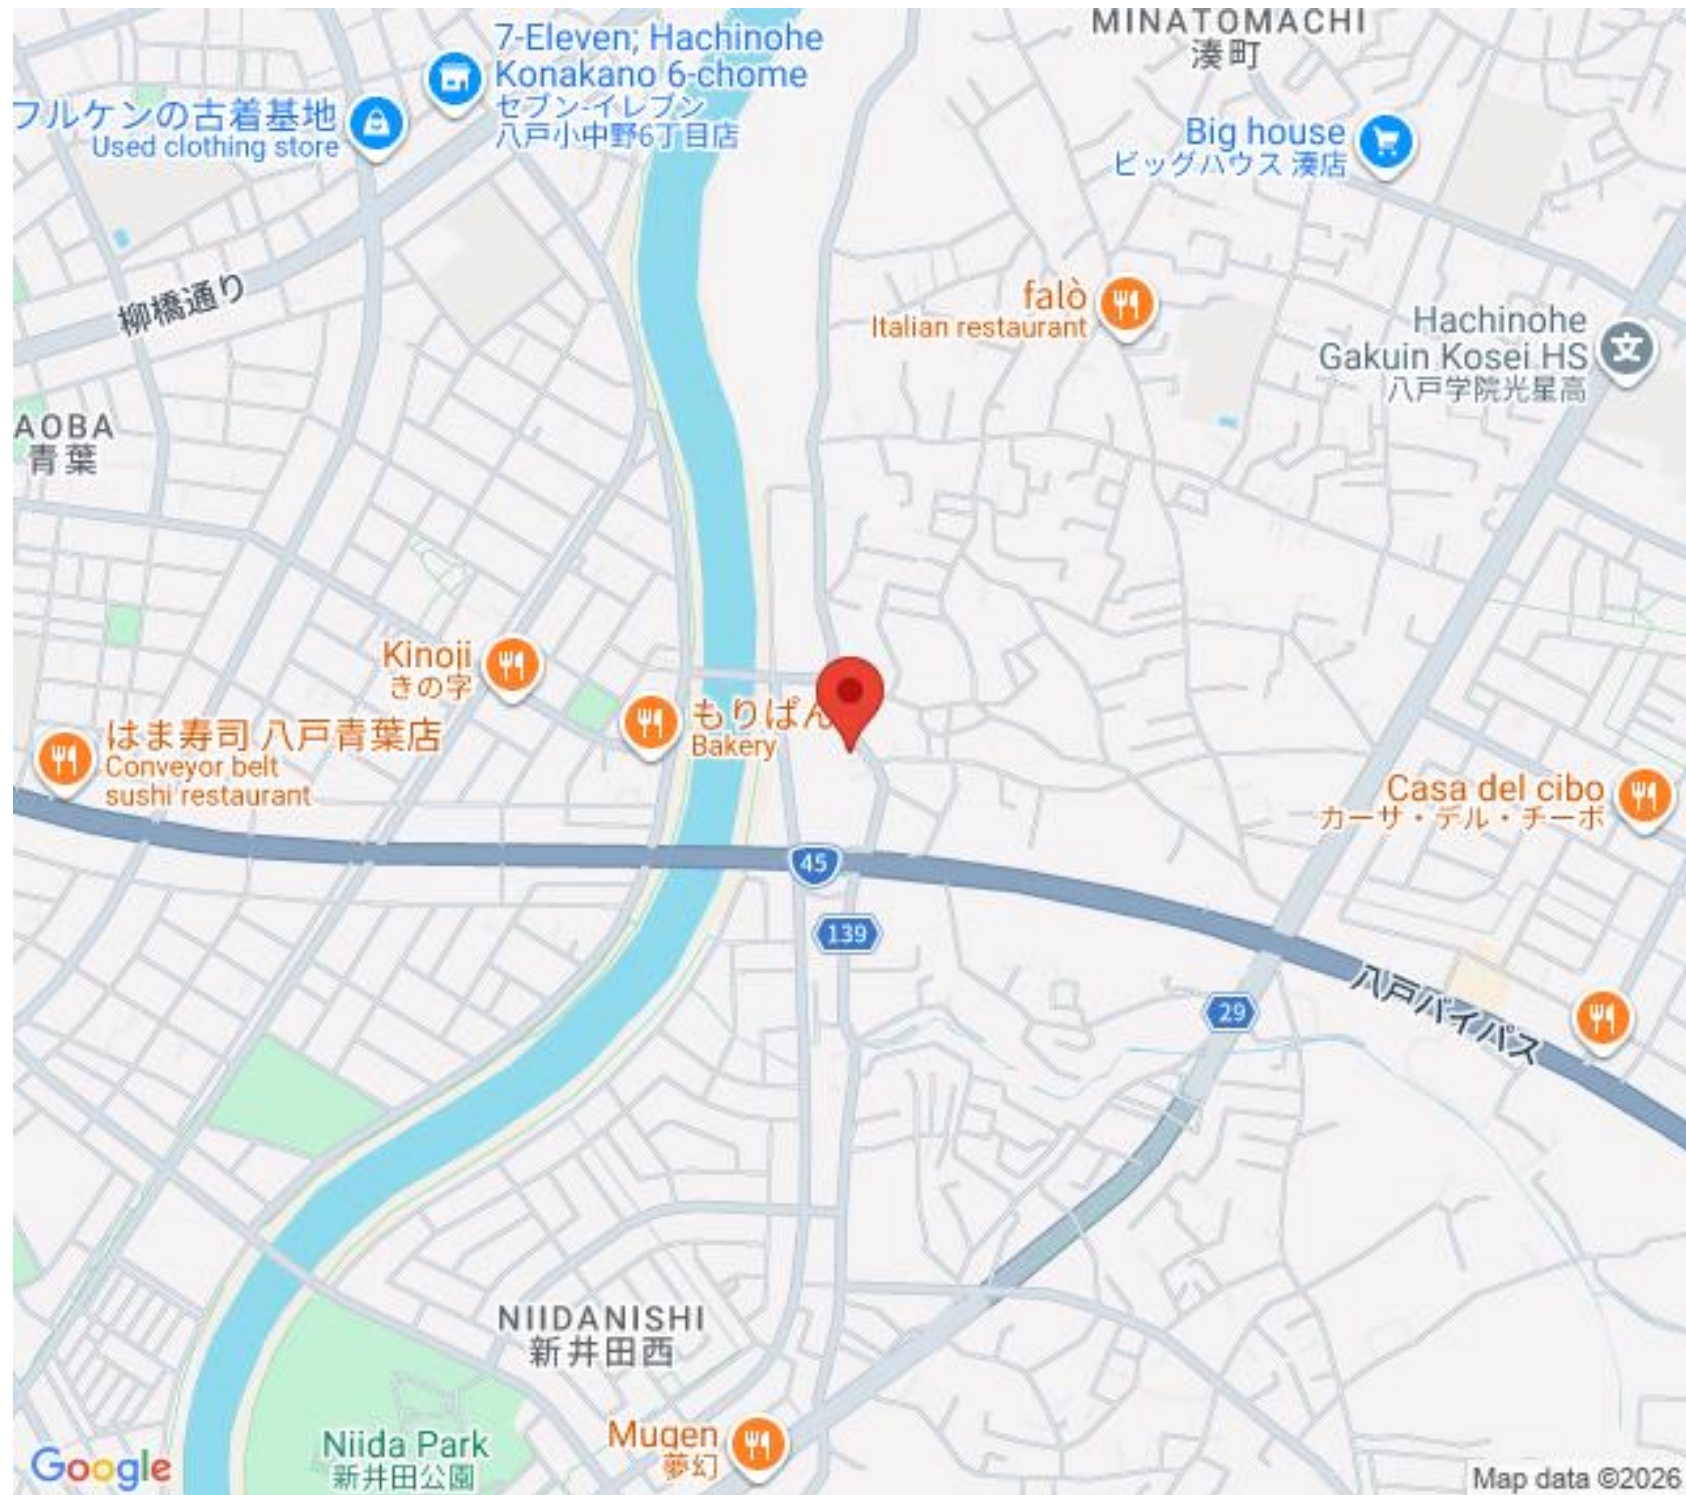 MINATOMACHI
湊町
7-Eleven; Hachinohe
Konakano 6-chome
セブン-イレブン
八戸小中野6丁目店
フルケンの古着基地
Used clothing store
Big house
ビッグハウス 湊店
柳橋通り
falò
Italian restaurant
Hachinohe
Gakuin Kosei HS
八戸学院光星高
AOBA
青葉
Kinoji
きの字
もりぱん
Bakery
はま寿司 八戸青葉店
Conveyor belt
sushi restaurant
Casa del cibo
カーサ・デル・チーボ
45
139
29
八戸バイパス
NIIDANISHI
新井田西
Niida Park
新井田公園
Mugen
夢幻
Google
Map data ©2026